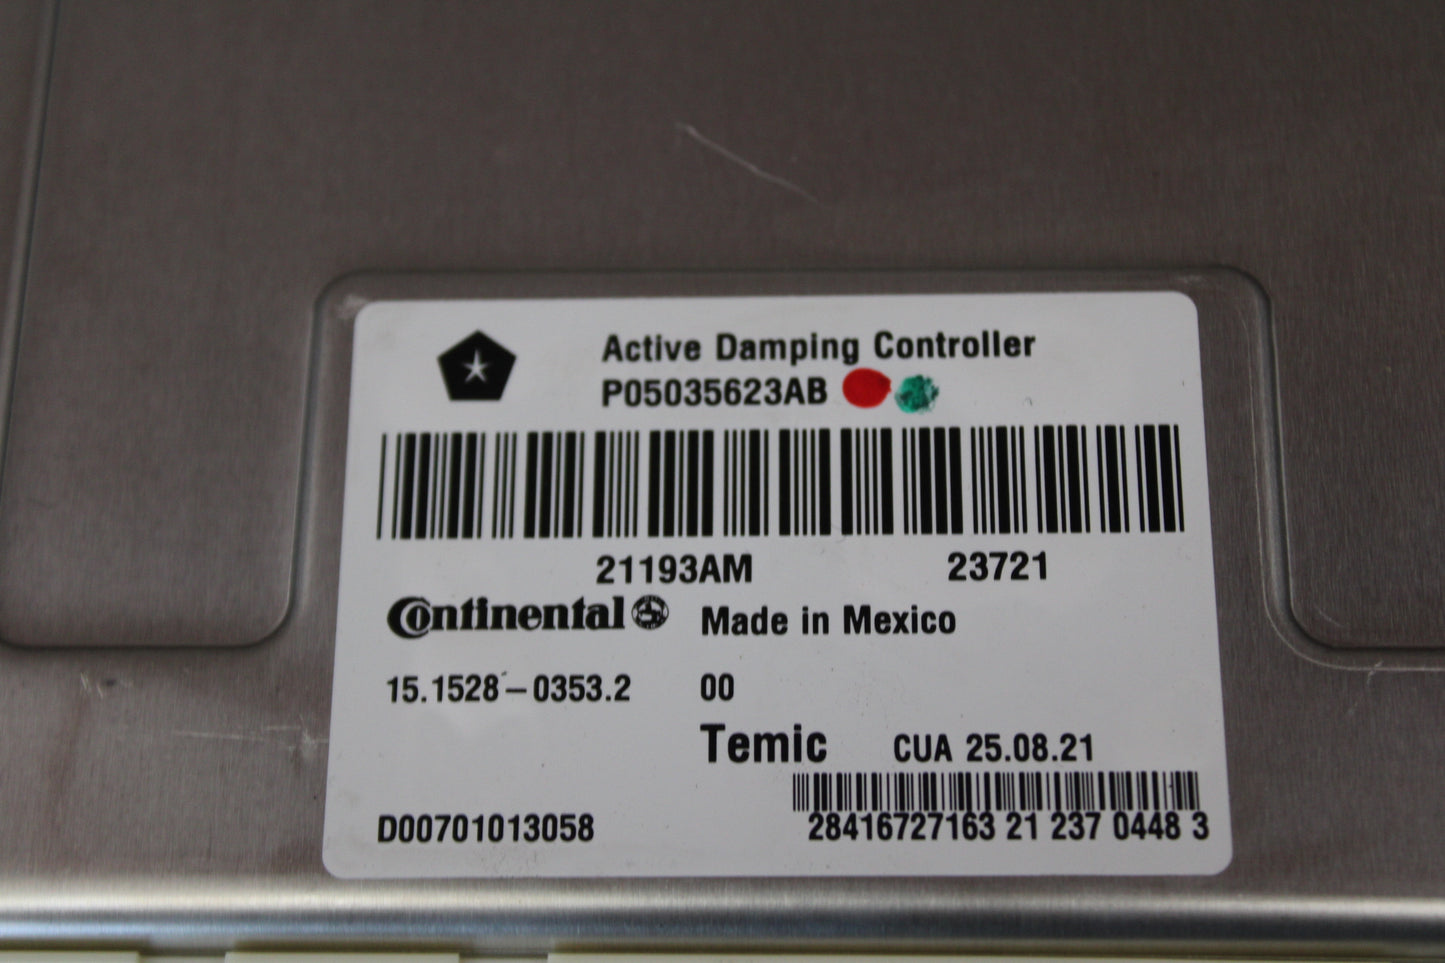 Active Damping Controller
P05035623AB
21193AM 23721
Continental Made in Mexico
15.1528-0353.2 00
Temic CUA 25.08.21
D00701013058 28416727163 21 237 0448 3